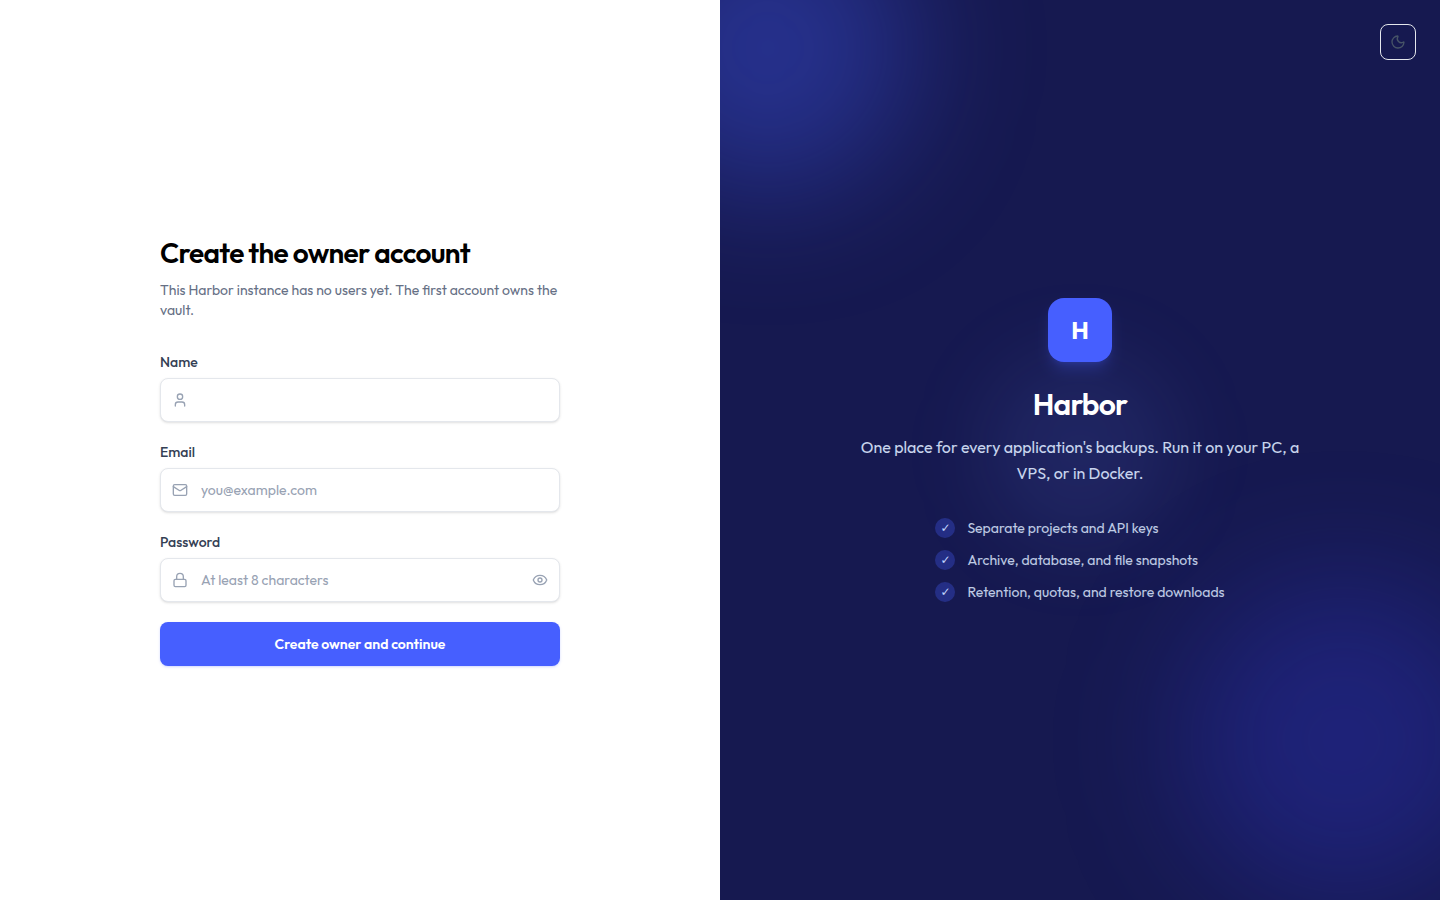 Create the owner account
This Harbor instance has no users yet. The first account owns the
vault.
Name
Email
you@example.com
Password
At least 8 characters
Create owner and continue
H
Harbor
One place for every application's backups. Run it on your PC, a
VPS, or in Docker.
✓ Separate projects and API keys
✓ Archive, database, and file snapshots
✓ Retention, quotas, and restore downloads